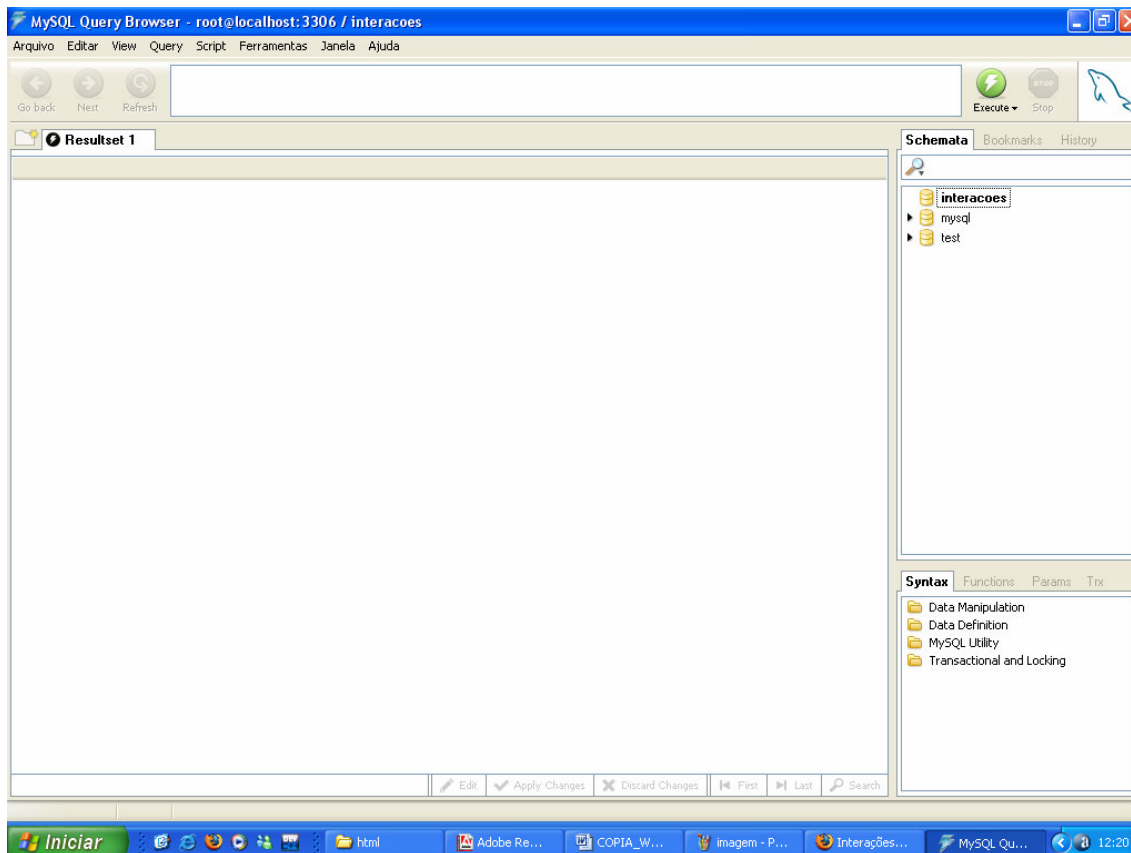 MySQL Query Browser - root@localhost:3306 / interacoes
Arquivo Editar View Query Script Ferramentas Janela Ajuda
Go back Next Refresh Execute Stop
STOP
Resultset 1
Schemata Bookmarks History
interacoes
mysql
test
Syntax Functions Params Trx
Data Manipulation
Data Definition
MySQL Utility
Transactional and Locking
Edit Apply Changes Discard Changes First Last Search
Iniciar html Adobe Re... COPIA_W... imagem - P... Interações... MySQL Qu... 12:20